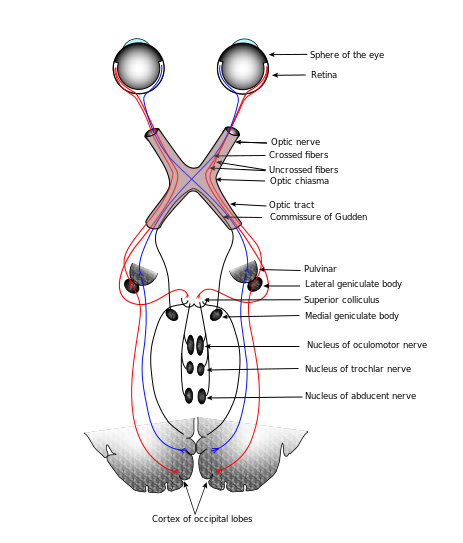 Sphere of the eye
Retina
Optic nerve
Crossed fibers
Uncrossed fibers
Optic chiasma
Optic tract
Commissure of Gudden
Pulvinar
Lateral geniculate body
Superior colliculus
Medial geniculate body
Nucleus of oculomotor nerve
Nucleus of trochlar nerve
Nucleus of abducent nerve
Cortex of occipital lobes